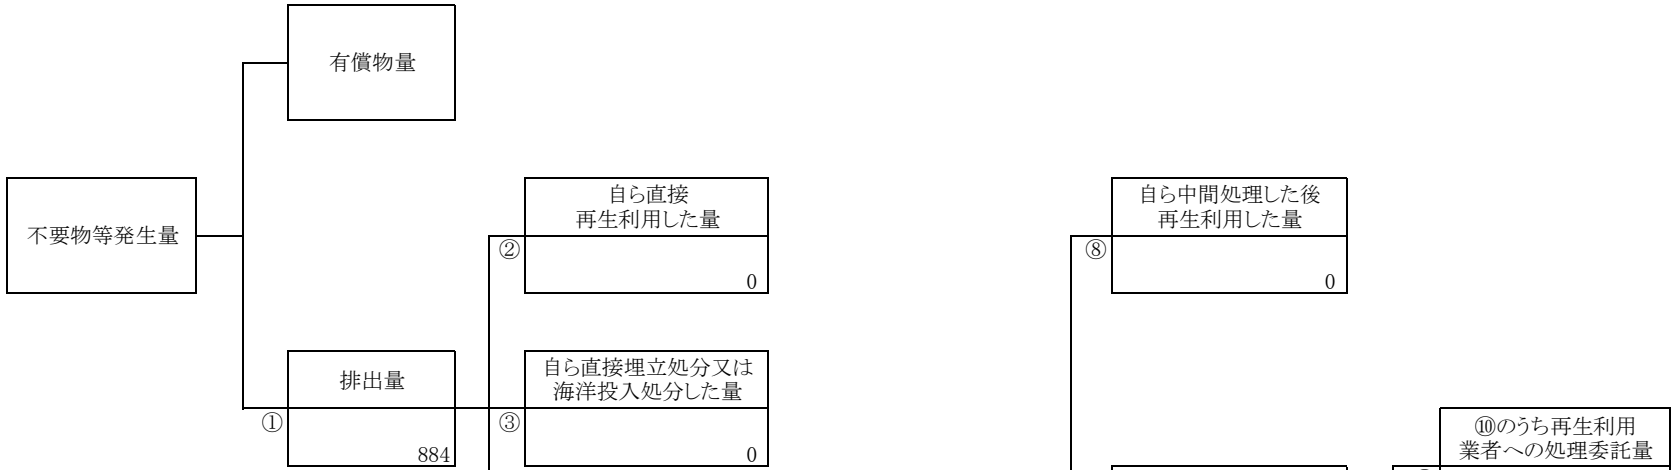 有償物量
不要物等発生量
自ら直接
再生利用した量
②
0
自ら中間処理した後
再生利用した量
⑧
0
排出量
①
884
自ら直接埋立処分又は
海洋投入処分した量
③
0
⑩のうち再生利用
業者への処理委託量